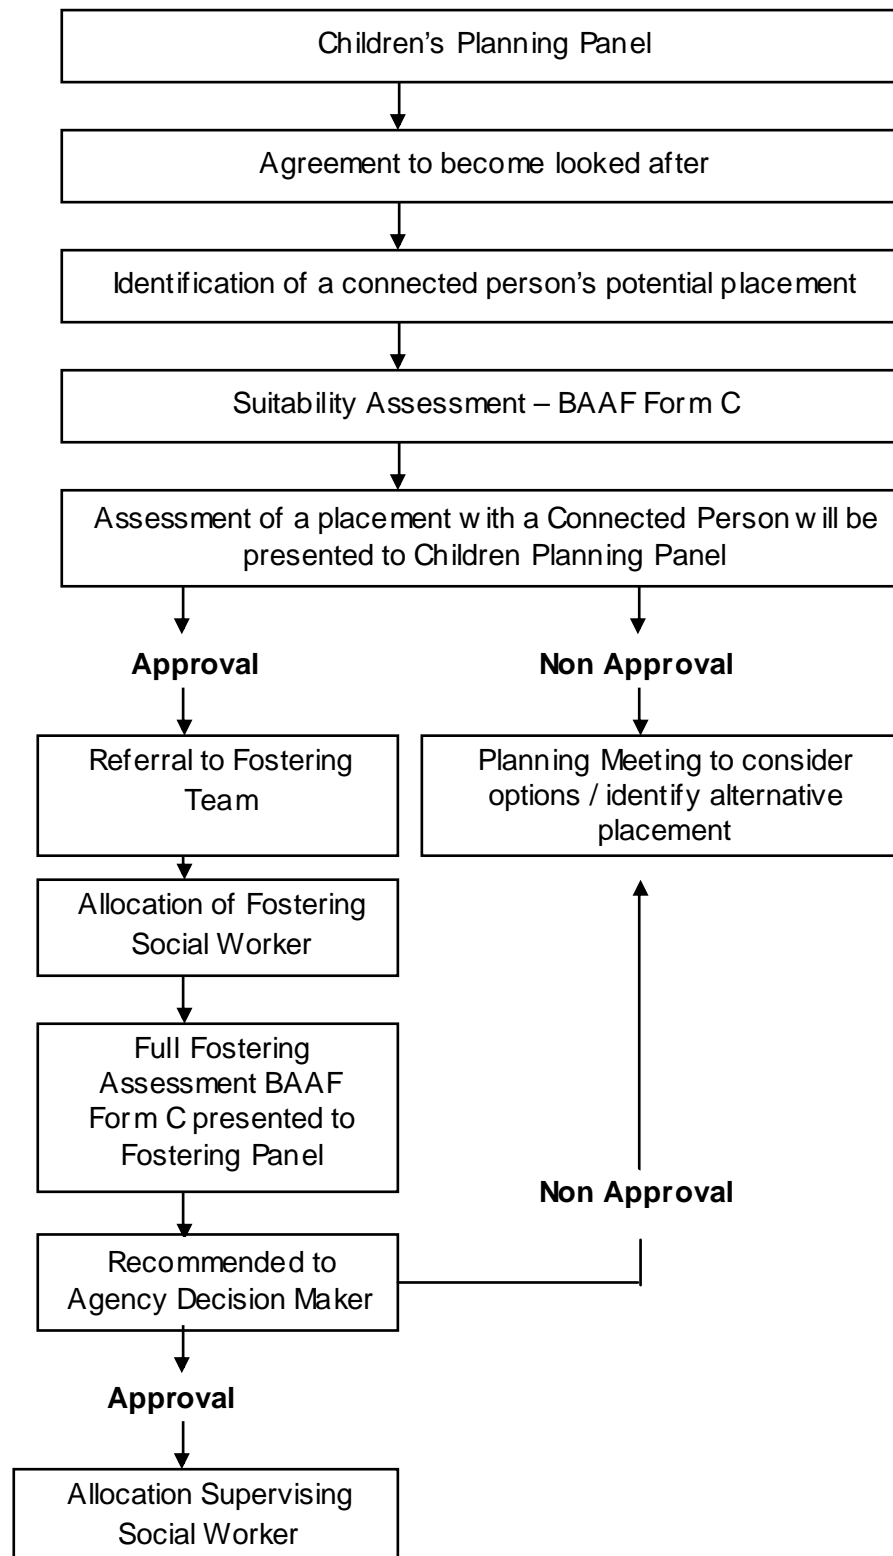 Children’s Planning Panel
Agreement to become looked after
Identification of a connected person’s potential placement
Suitability Assessment – BAAF Form C
Assessment of a placement with a Connected Person will be
presented to Children Planning Panel
Approval
Non Approval
Referral to Fostering
Team
Planning Meeting to consider
options / identify alternative
placement
Allocation of Fostering
Social Worker
Full Fostering
Assessment BAAF
Form C presented to
Fostering Panel
Non Approval
Recommended to
Agency Decision Maker
Approval
Allocation Supervising
Social Worker